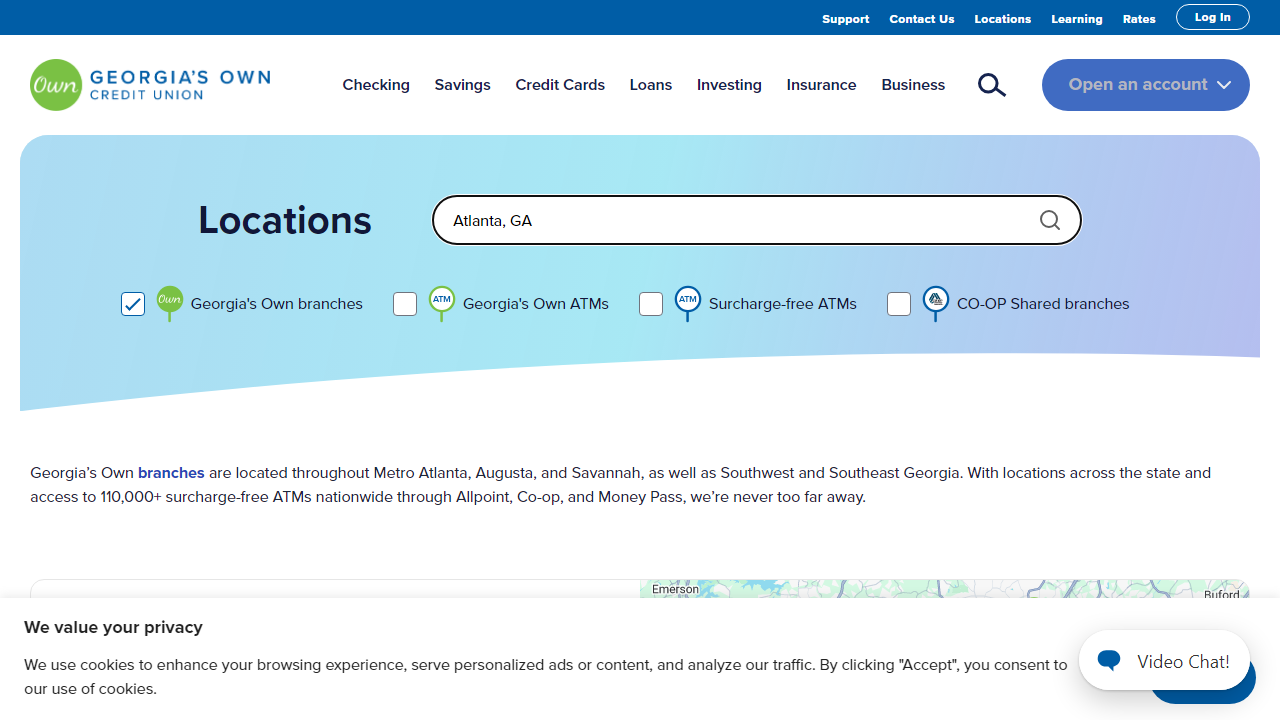 Support Contact Us Locations Learning Rates Log In
Own GEORGIA'S OWN
CREDIT UNION
Checking Savings Credit Cards Loans Investing Insurance Business Open an account
Locations Atlanta, GA
Own Georgia's Own branches ATM Georgia's Own ATMs ATM Surcharge-free ATMs CO-OP Shared branches
Georgia's Own branches are located throughout Metro Atlanta, Augusta, and Savannah, as well as Southwest and Southeast Georgia. With locations across the state and
access to 110,000+ surcharge-free ATMs nationwide through Allpoint, Co-op, and Money Pass, we're never too far away.
Emerson
Buford
We value your privacy
We use cookies to enhance your browsing experience, serve personalized ads or content, and analyze our traffic. By clicking "Accept", you consent to
our use of cookies.
Video Chat!